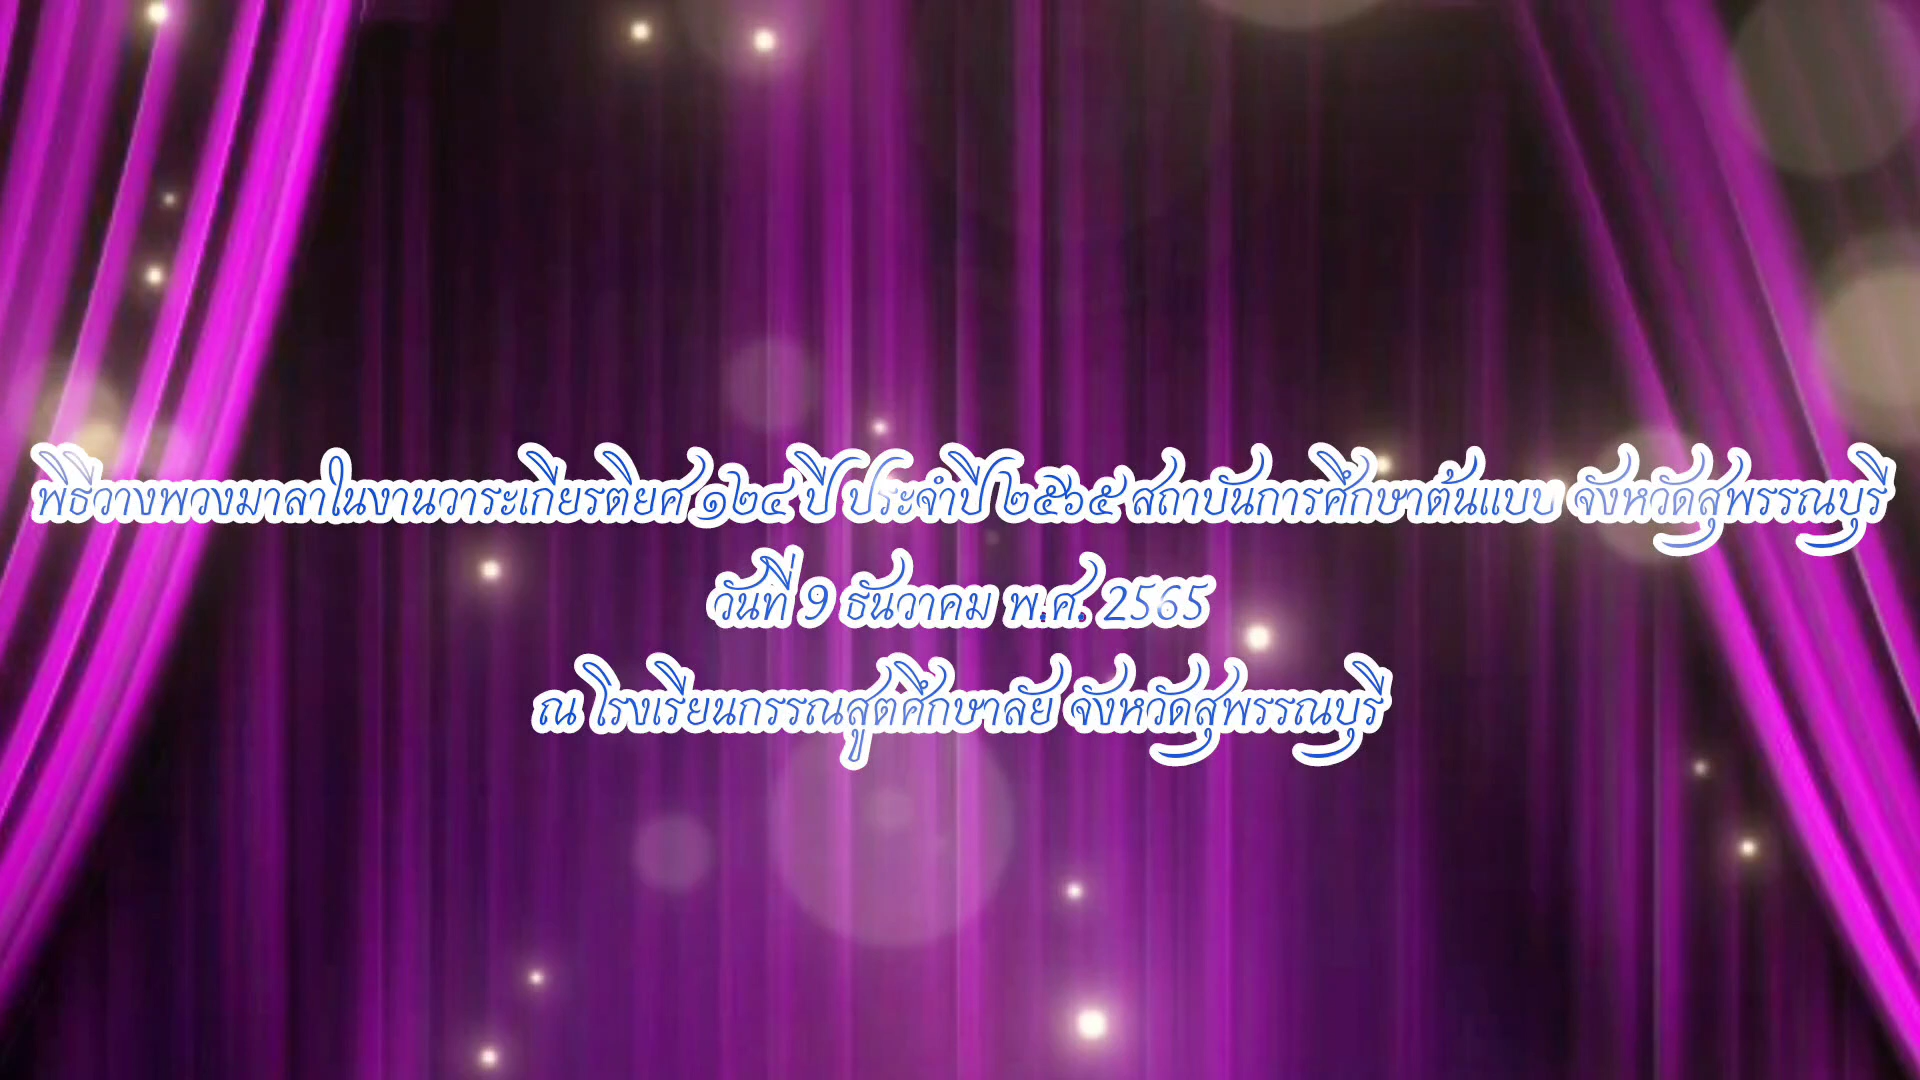 พิธีวางพวงมาลาในงานวาระเกียรติยศ ๑๒๔ ปี ประจำปี ๒๕๖๕ สถาบันการศึกษาต้นแบบ จังหวัดสุพรรณบุรี
วันที่ 9 ธันวาคม พ.ศ. 2565
ณ โรงเรียนกรรณสูตศึกษาลัย จังหวัดสุพรรณบุรี